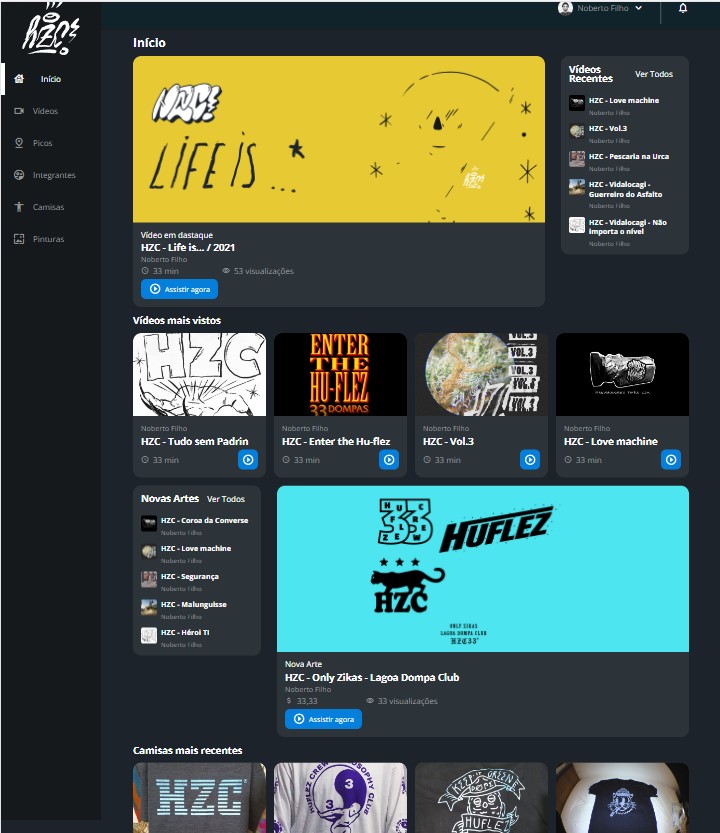 HZC!
Noberto Filho
Início
Vídeos
Picos
Integrantes
Camisas
Pinturas
Início
HZC!
LIFE IS ...*
Vídeo em dastaque
HZC - Life is... / 2021
Noberto Filho
33 min
53 visualizações
Assistir agora
Vídeos Recentes
Ver Todos
HZC - Love machine
Noberto Filho
HZC - Vol.3
Noberto Filho
HZC - Pescaria na Urca
Noberto Filho
HZC - Vidalocagi -
Guerreiro do Asfalto
Noberto Filho
HZC - Vidalocagi - Não
importa o nível
Noberto Filho
Vídeos mais vistos
HZC
Noberto Filho
HZC - Tudo sem Padrin
33 min
ENTER
THE
HU-FLEZ
33 DOMPAS
Noberto Filho
HZC - Enter the Hu-flez
33 min
VOL.3
VOL.3
VOL.3
Noberto Filho
HZC - Vol.3
33 min
Noberto Filho
HZC - Love machine
33 min
Novas Artes
Ver Todos
HZC - Coroa da Converse
Noberto Filho
HZC - Love machine
Noberto Filho
HZC - Segurança
Noberto Filho
HZC - Malunguisse
Noberto Filho
HZC - Hêroi TI
Noberto Filho
33
HUFLEZ
HZC
ONLY ZIKAS
LAGOA DOMPA CLUB
HZC33'
Nova Arte
HZC - Only Zikas - Lagoa Dompa Club
Noberto Filho
$ 33,33
33 visualizações
Assistir agora
Camisas mais recentes
HZC
HUFLEZ CREW
OSOPHY CLUB
3
3
KEEP GREEN
HUFLE